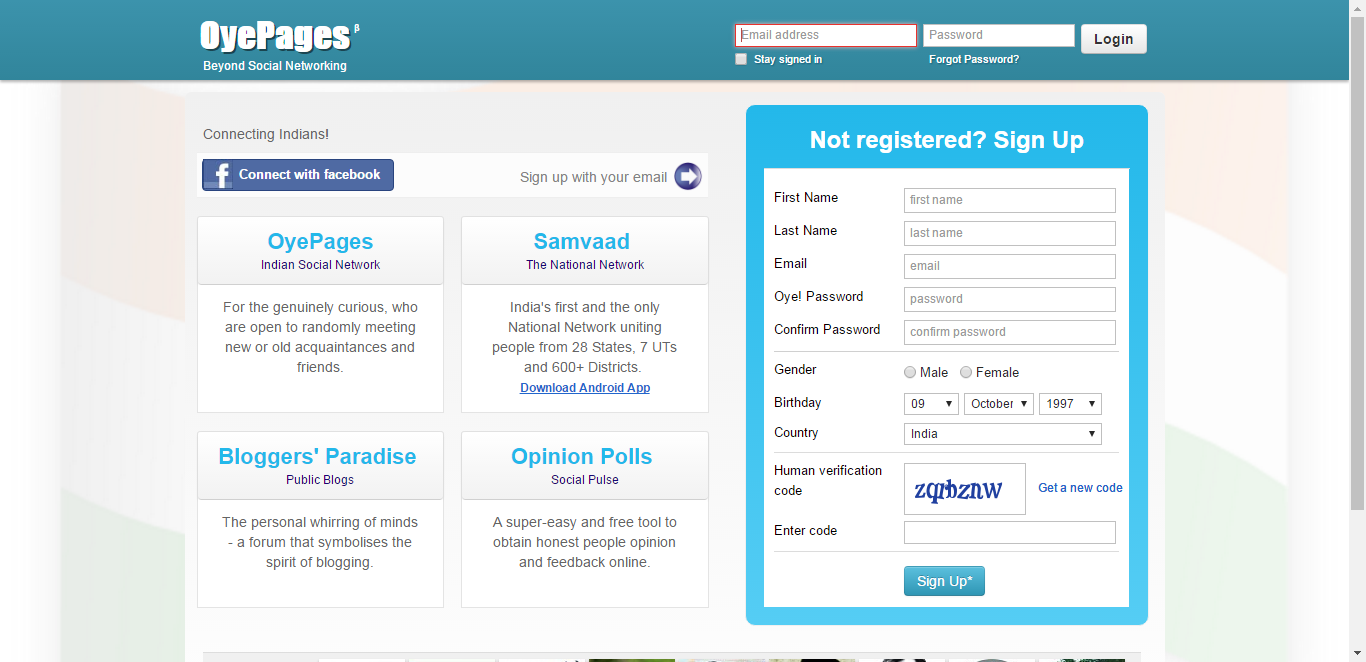 OyePages β
Beyond Social Networking
Email address
Password
Login
Stay signed in
Forgot Password?
Connecting Indians!
Connect with facebook
Sign up with your email
OyePages
Indian Social Network
For the genuinely curious, who
are open to randomly meeting
new or old acquaintances and
friends.
Samvaad
The National Network
India's first and the only
National Network uniting
people from 28 States, 7 UTs
and 600+ Districts.
Download Android App
Bloggers' Paradise
Public Blogs
The personal whirring of minds
- a forum that symbolises the
spirit of blogging.
Opinion Polls
Social Pulse
A super-easy and free tool to
obtain honest people opinion
and feedback online.
Not registered? Sign Up
First Name
first name
Last Name
last name
Email
email
Oye! Password
password
Confirm Password
confirm password
Gender
Male
Female
Birthday
09
October
1997
Country
India
Human verification
code
Get a new code
Enter code
Sign Up*